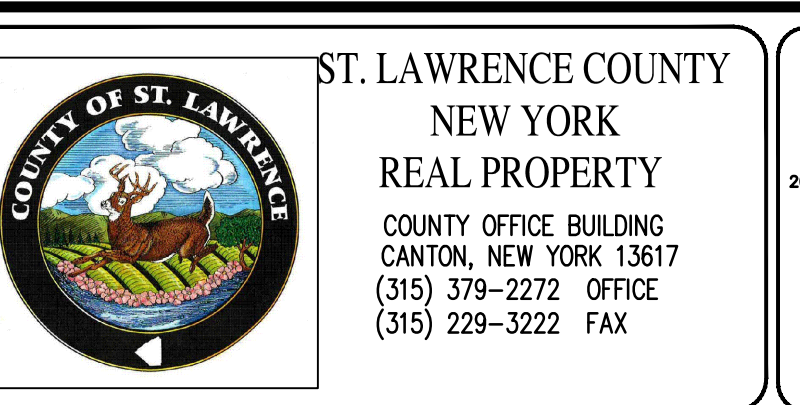 COUNTY OF ST. LAWRENCE
ST. LAWRENCE COUNTY
NEW YORK
REAL PROPERTY
COUNTY OFFICE BUILDING
CANTON, NEW YORK 13617
(315) 379-2272 OFFICE
(315) 229-3222 FAX